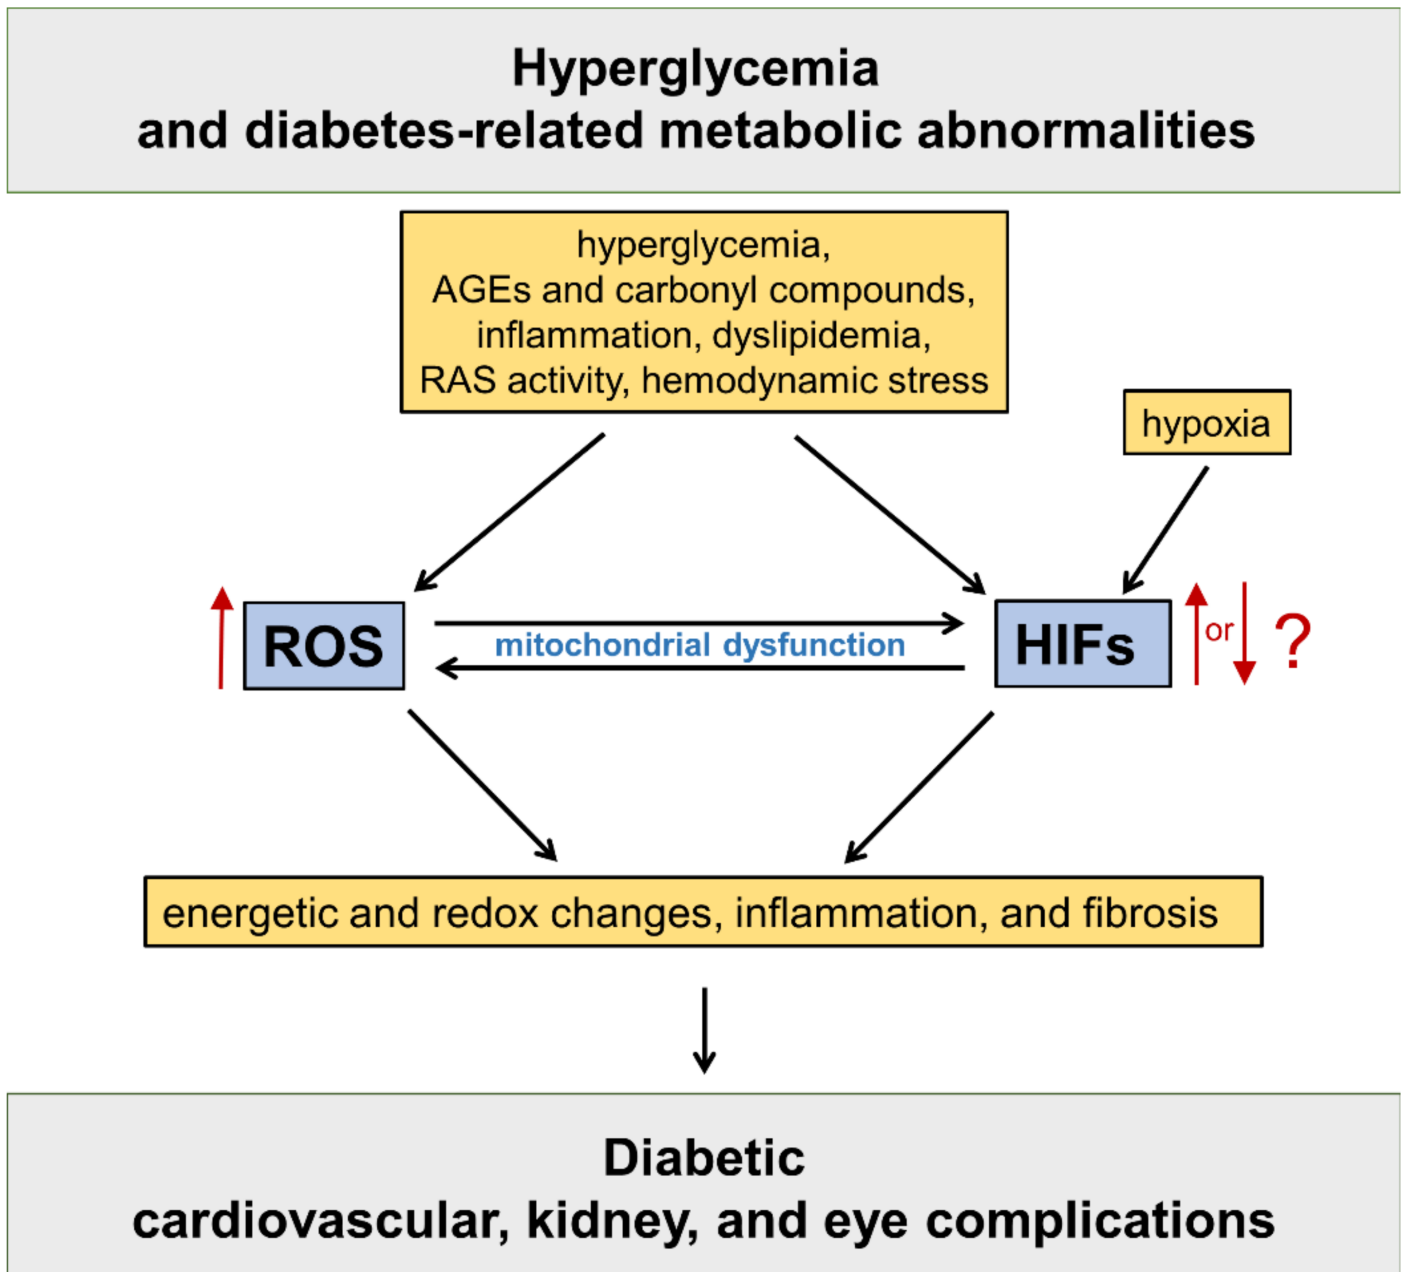 Hyperglycemia
and diabetes-related metabolic abnormalities
hyperglycemia,
AGEs and carbonyl compounds,
inflammation, dyslipidemia,
RAS activity, hemodynamic stress
hypoxia
ROS
mitochondrial dysfunction
HIFs
or
?
energetic and redox changes, inflammation, and fibrosis
Diabetic
cardiovascular, kidney, and eye complications